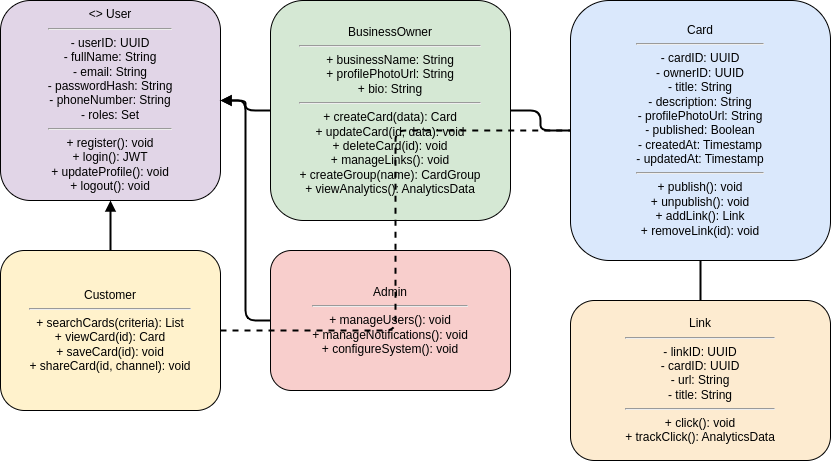 <> User
- userID: UUID
- fullName: String
- email: String
- passwordHash: String
- phoneNumber: String
- roles: Set
+ register(): void
+ login(): JWT
+ updateProfile(): void
+ logout(): void
BusinessOwner
+ businessName: String
+ profilePhotoUrl: String
+ bio: String
+ createCard(data): Card
+ updateCard(id, data): void
+ deleteCard(id): void
+ manageLinks(): void
+ createGroup(name): CardGroup
+ viewAnalytics(): AnalyticsData
Card
- cardID: UUID
- ownerID: UUID
- title: String
- description: String
- profilePhotoUrl: String
- published: Boolean
- createdAt: Timestamp
- updatedAt: Timestamp
+ publish(): void
+ unpublish(): void
+ addLink(): Link
+ removeLink(id): void
Customer
+ searchCards(criteria): List
+ viewCard(id): Card
+ saveCard(id): void
+ shareCard(id, channel): void
Admin
+ manageUsers(): void
+ manageNotifications(): void
+ configureSystem(): void
Link
- linkID: UUID
- cardID: UUID
- url: String
- title: String
+ click(): void
+ trackClick(): AnalyticsData